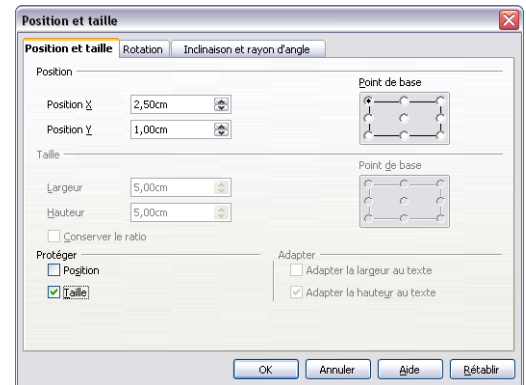 Position et taille
Position et taille Rotation Inclinaison et rayon d'angle
Position
Point de base
Position X 2,50cm
Position Y 1,00cm
Taille
Point de base
Largeur 5,00cm
Hauteur 5,00cm
Conserver le ratio
Protéger
Adapter
Position
Adapter la largeur au texte
Taille
Adapter la hauteur au texte
OK Annuler Aide Rétablir